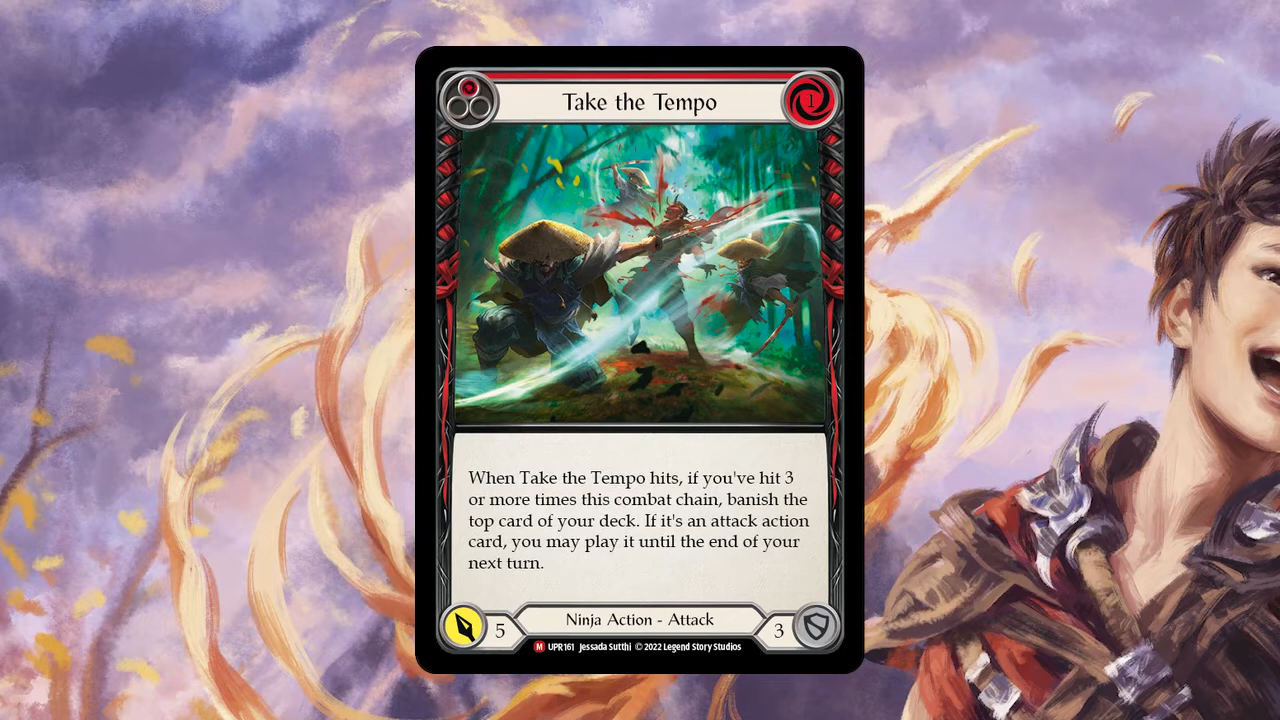 Take the Tempo
1
When Take the Tempo hits, if you've hit 3
or more times this combat chain, banish the
top card of your deck. If it's an attack action
card, you may play it until the end of your
next turn.
5
Ninja Action - Attack
3
M UPR161 Jessada Sutthi © 2022 Legend Story Studios